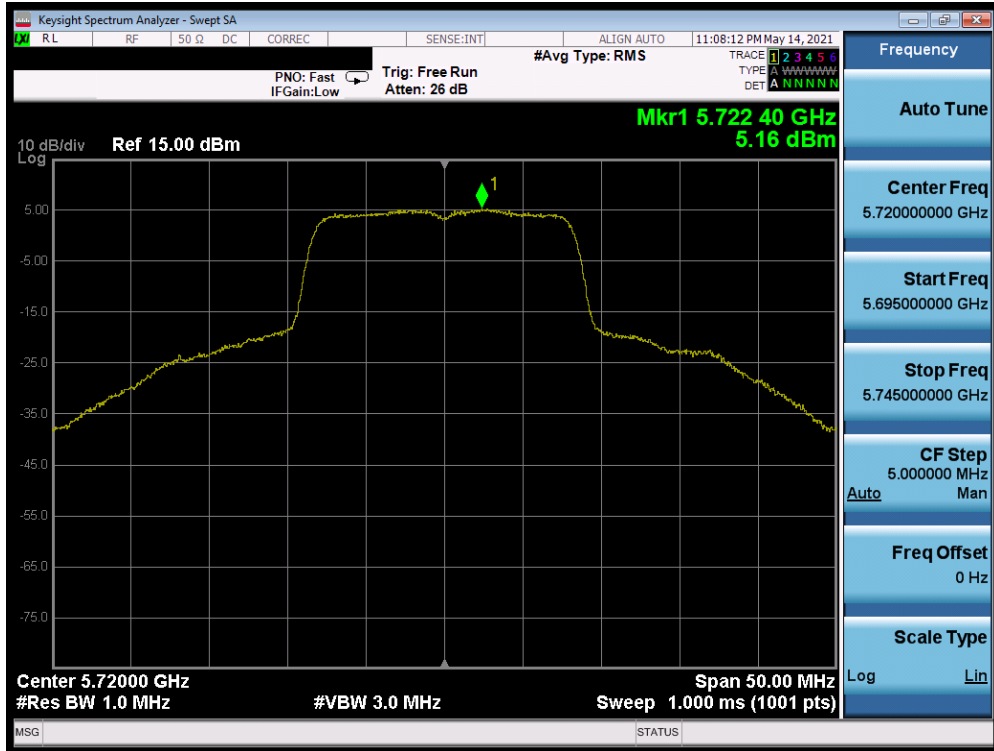 Keysight Spectrum Analyzer - Swept SA
LXI RL RF 50 Ω DC CORREC SENSE:INT ALIGN AUTO 11:08:12 PM May 14, 2021
PNO: Fast
IFGain:Low
Trig: Free Run
Atten: 26 dB
#Avg Type: RMS
TRACE 1 2 3 4 5 6
TYPE A WWWWW
DET A N N N N N
Mkr1 5.722 40 GHz
5.16 dBm
10 dB/div
Log
Ref 15.00 dBm
1
5.00
-5.00
-15.0
-25.0
-35.0
-45.0
-55.0
-65.0
-75.0
Center 5.72000 GHz
#Res BW 1.0 MHz
#VBW 3.0 MHz
Span 50.00 MHz
Sweep 1.000 ms (1001 pts)
MSG
STATUS
Frequency
Auto Tune
Center Freq
5.720000000 GHz
Start Freq
5.695000000 GHz
Stop Freq
5.745000000 GHz
CF Step
5.000000 MHz
Auto Man
Freq Offset
0 Hz
Scale Type
Log Lin